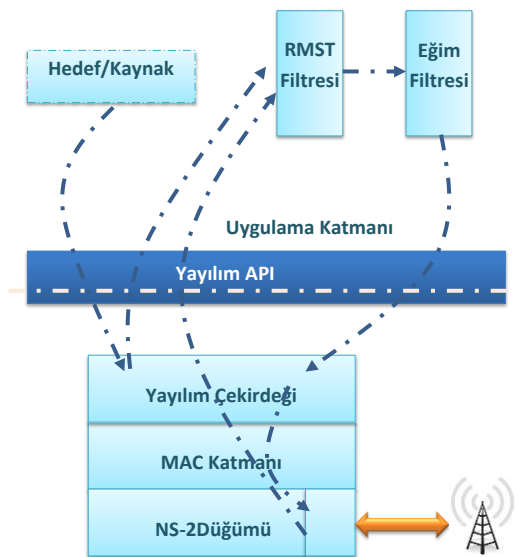 Hedef/Kaynak
RMST
Filtresi
Eğim
Filtresi
Uygulama Katmanı
Yayılım API
Yayılım Çekirdeği
MAC Katmanı
NS-2Düğümü